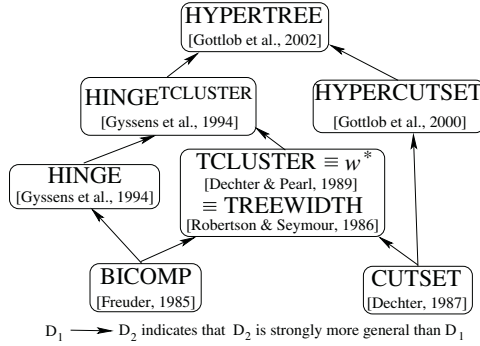 HYPERTREE
[Gottlob et al., 2002]
HINGE^TCLUSTER
[Gyssens et al., 1994]
HYPERCUTSET
[Gottlob et al., 2000]
HINGE
[Gyssens et al., 1994]
TCLUSTER ≡ w*
[Dechter & Pearl, 1989]
≡ TREEWIDTH
[Robertson & Seymour, 1986]
BICOMP
[Freuder, 1985]
CUTSET
[Dechter, 1987]
D₁ ⟶ D₂ indicates that D₂ is strongly more general than D₁